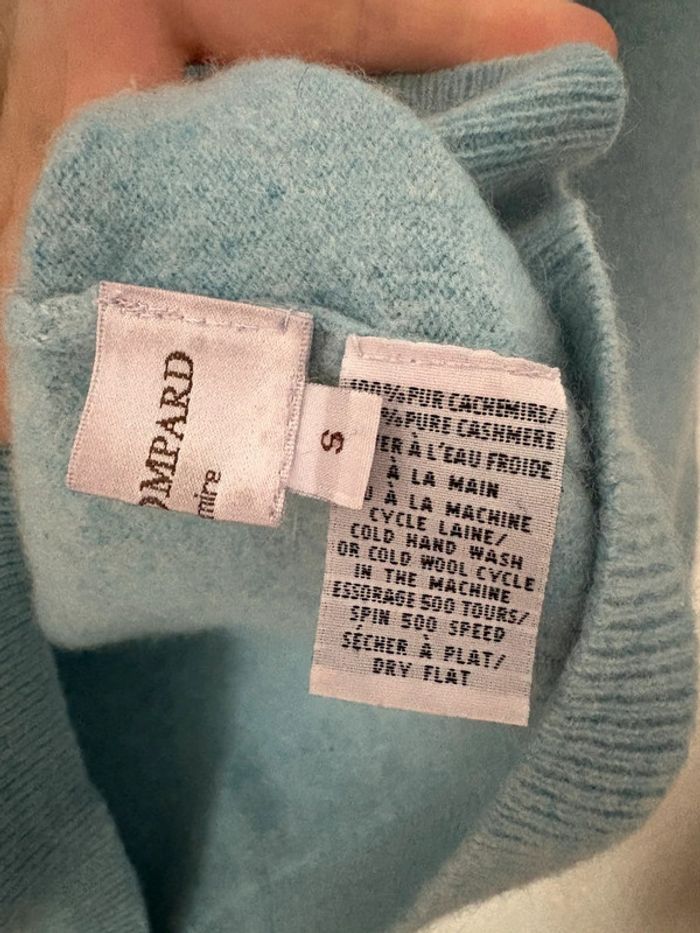 OMPARD
mire
S
100% PUR CACHEMIRE/
% PURE CASHMERE
ER À L'EAU FROIDE
À LA MAIN
À LA MACHINE
CYCLE LAINE/
COLD HAND WASH
OR COLD WOOL CYCLE
IN THE MACHINE
ESSORAGE 500 TOURS/
SPIN 500 SPEED
SÉCHER À PLAT/
DRY FLAT